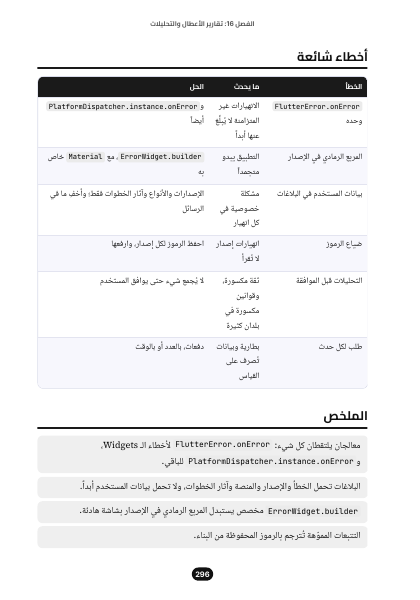 الفصل 16: تقارير الأعطال والتحليلات
أخطاء شائعة
الخطأ ما يحدث الحل
FlutterError.onError الانهيارات غير و PlatformDispatcher.instance.onError
وحده المتزامنة لا يُبلَّغ أيضاً
عنها أبداً
المربع الرمادي في الإصدار التطبيق يبدو ErrorWidget.builder، مع Material خاص
متجمداً به
بيانات المستخدم في البلاغات مشكلة الإصدارات والأنواع وآثار الخطوات فقط؛ وأخفِ ما في
خصوصية في الرسائل
كل انهيار
ضياع الرموز انهيارات إصدار احفظ الرموز لكل إصدار، وارفعها
لا تُقرأ
التحليلات قبل الموافقة ثقة مكسورة، لا يُجمع شيء حتى يوافق المستخدم
وقوانين
مكسورة في
بلدان كثيرة
طلب لكل حدث بطارية وبيانات دفعات، بالعدد أو بالوقت
تُصرف على
القياس
الملخص
معالجان يلتقطان كل شيء: FlutterError.onError لأخطاء الـ Widgets،
و PlatformDispatcher.instance.onError للباقي.
البلاغات تحمل الخطأ والإصدار والمنصة وآثار الخطوات، ولا تحمل بيانات المستخدم أبداً.
ErrorWidget.builder مخصص يستبدل المربع الرمادي في الإصدار بشاشة هادئة.
التتبعات المموّهة تُترجم بالرموز المحفوظة من البناء.
296